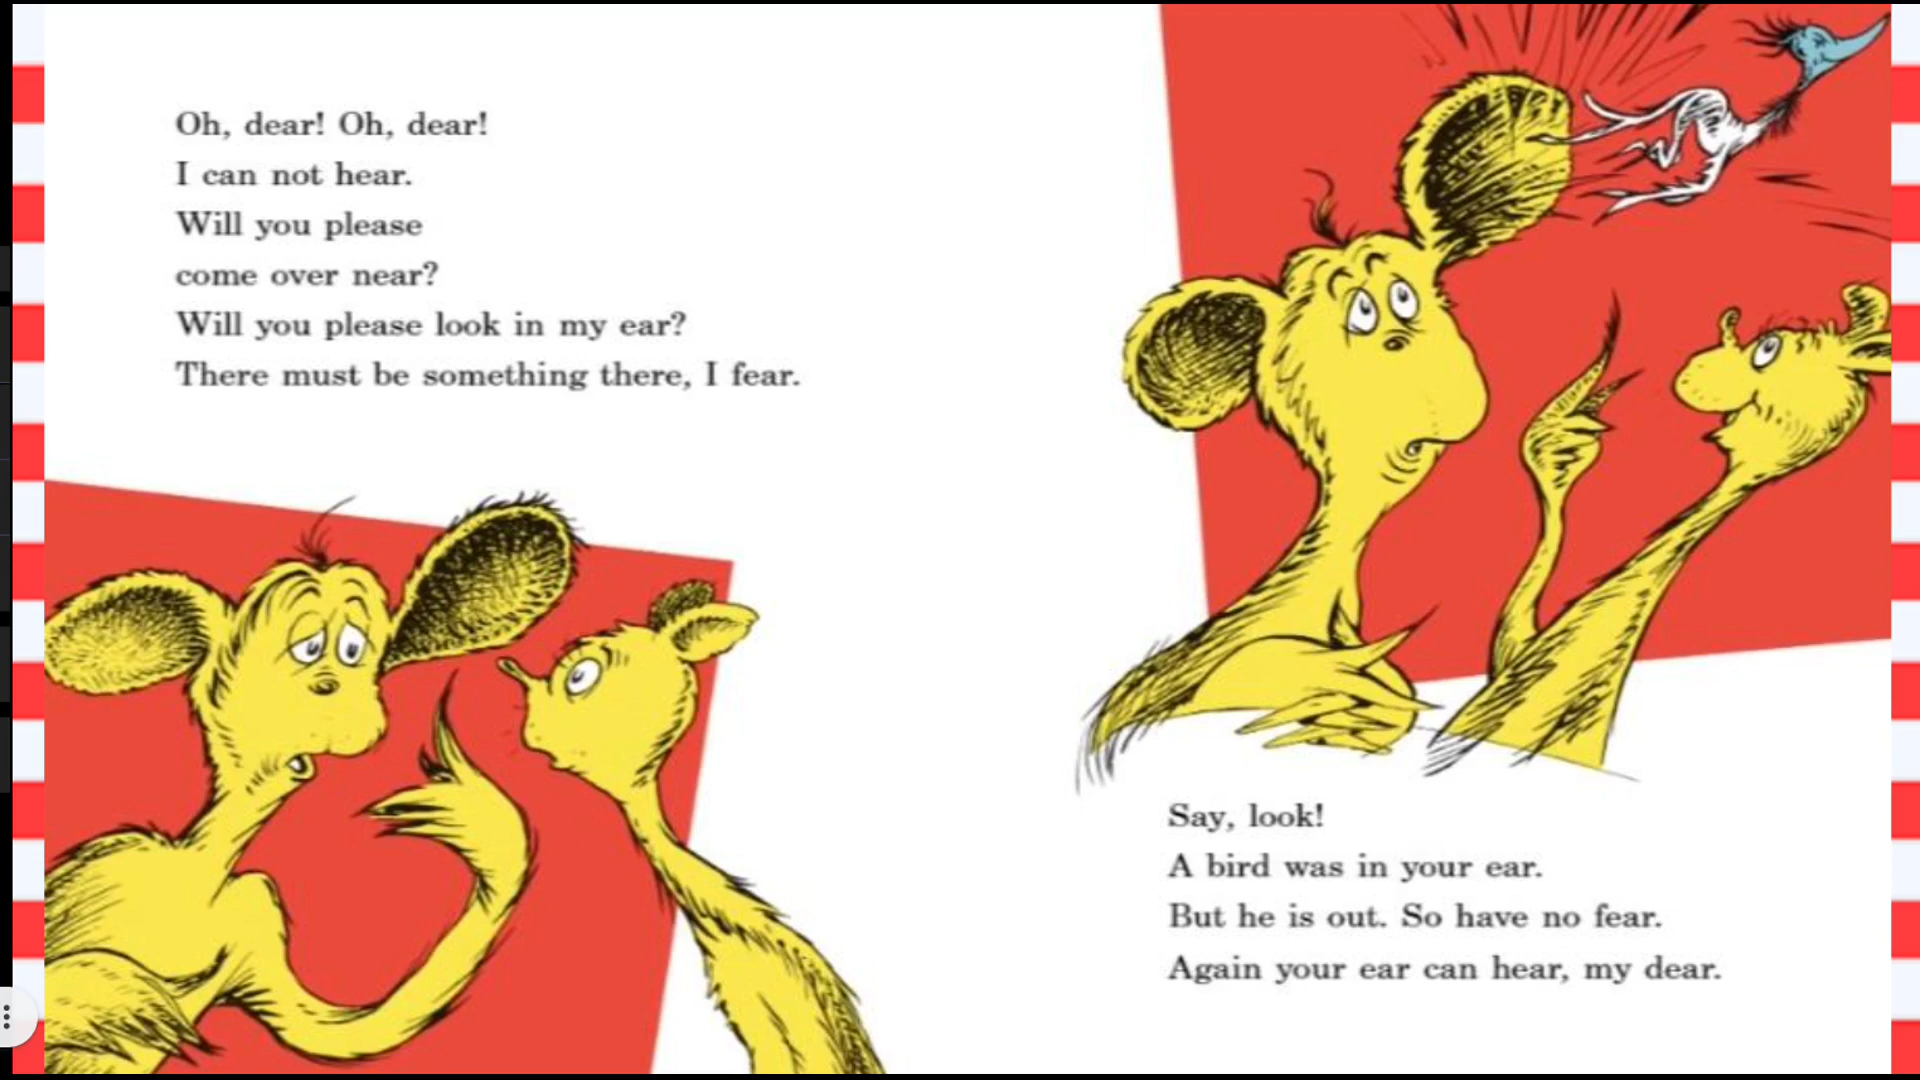 Oh, dear! Oh, dear!
I can not hear.
Will you please
come over near?
Will you please look in my ear?
There must be something there, I fear.
Say, look!
A bird was in your ear.
But he is out. So have no fear.
Again your ear can hear, my dear.